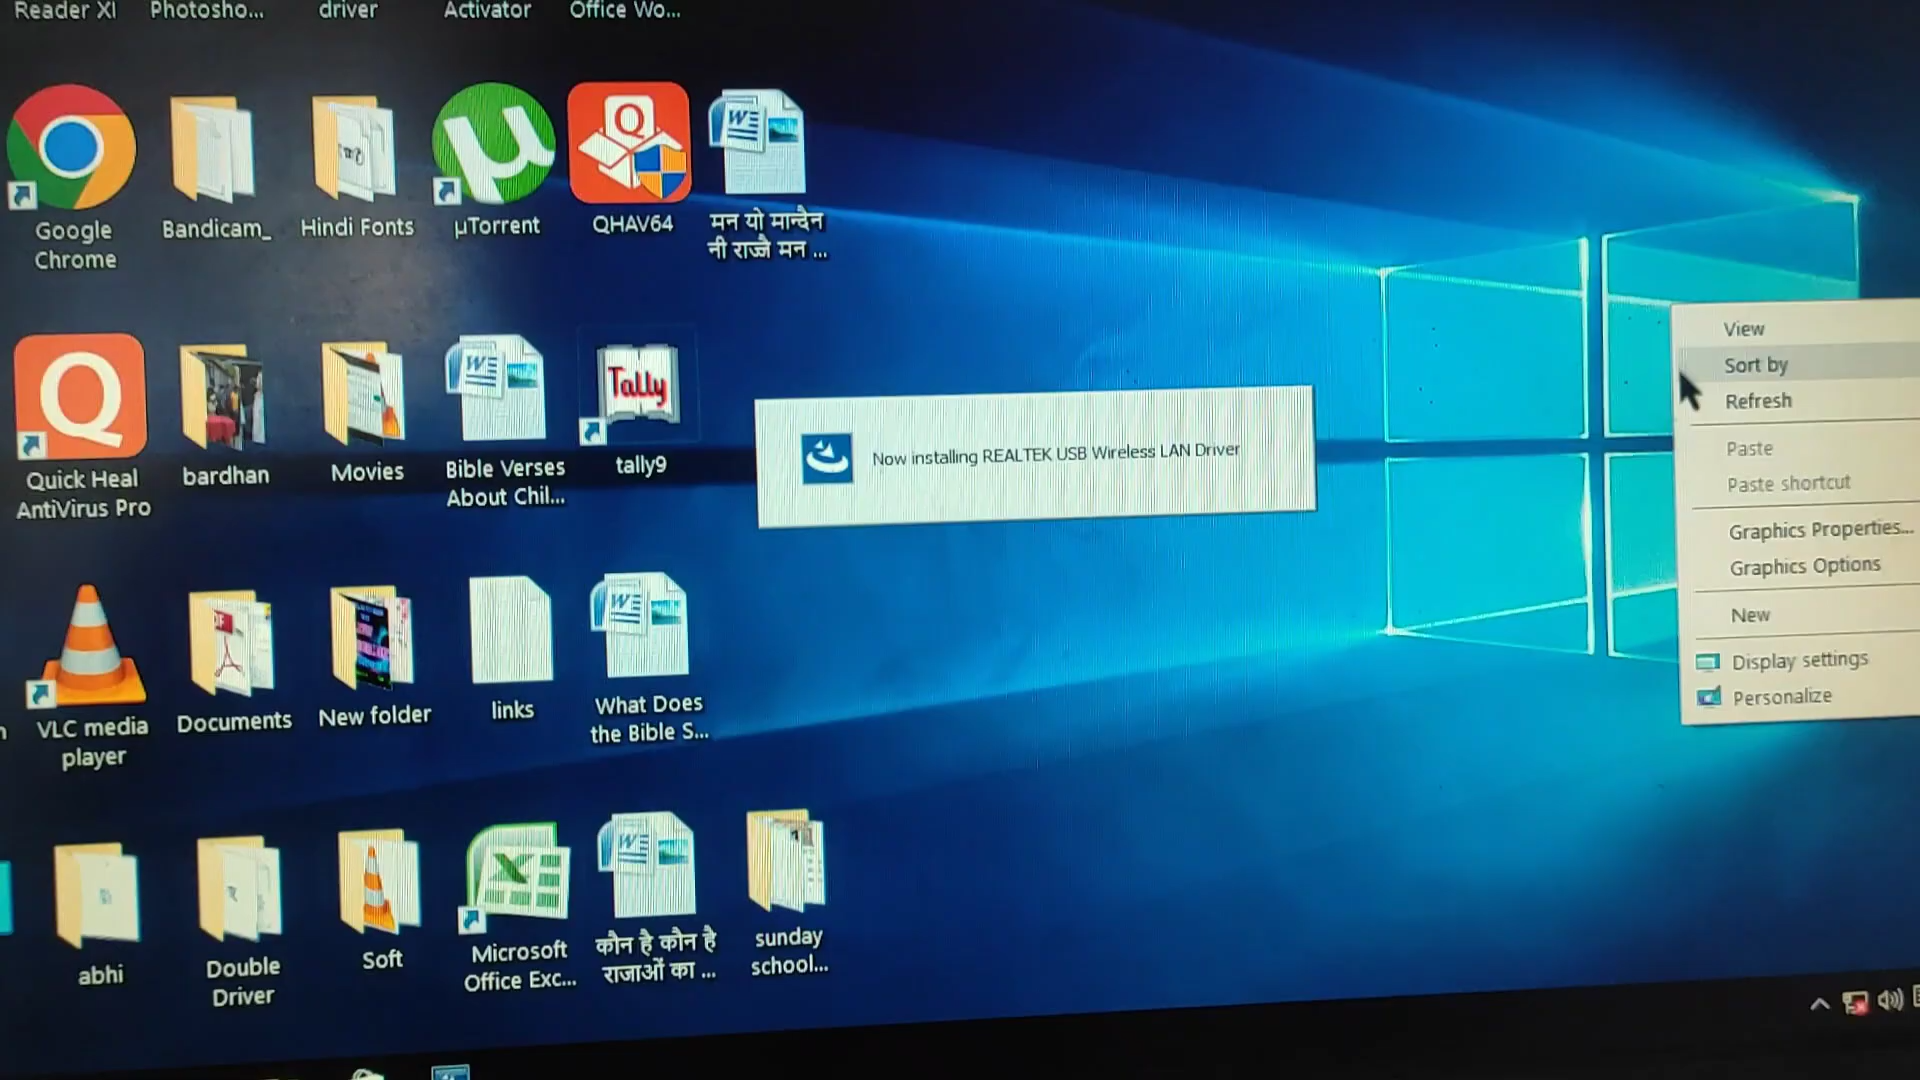 Reader XI
Photosho...
driver
Activator
Office Wo...
Google
Chrome
Bandicam_
Hindi Fonts
µ
µTorrent
Q
QHAV64
W
मन यो मान्दैन
नी राज्जै मन ...
Q
Quick Heal
AntiVirus Pro
bardhan
Movies
W
Bible Verses
About Chil...
Tally
tally9
Now installing REALTEK USB Wireless LAN Driver
View
Sort by
Refresh
Paste
Paste shortcut
Graphics Properties...
Graphics Options
New
Display settings
Personalize
VLC media
player
Documents
New folder
links
W
What Does
the Bible S...
abhi
Double
Driver
Soft
X
Microsoft
Office Exc...
W
कौन है कौन है
राजाओं का ...
sunday
school...